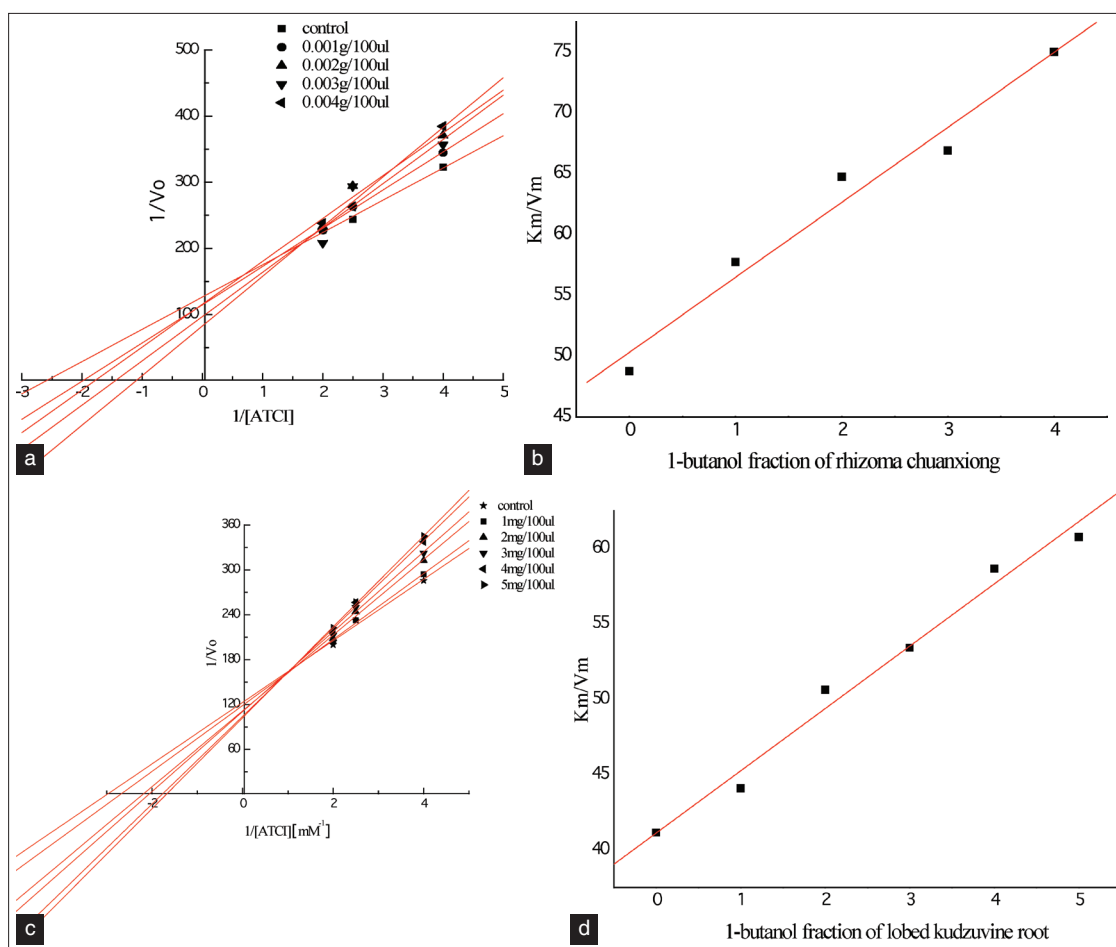 control
0.001g/100ul
0.002g/100ul
0.003g/100ul
0.004g/100ul
500
400
300
200
100
1/Vo
-3 -2 -1 0 1 2 3 4 5
1/[ATCI]
a
75
70
65
60
55
50
45
Km/Vm
0 1 2 3 4
1-butanol fraction of rhizoma chuanxiong
b
control
1mg/100ul
2mg/100ul
3mg/100ul
4mg/100ul
5mg/100ul
360
300
240
180
120
60
1/Vo
-2 0 2 4
1/[ATCI][mM⁻¹]
c
60
55
50
45
40
Km/Vm
0 1 2 3 4 5
1-butanol fraction of lobed kudzuvine root
d